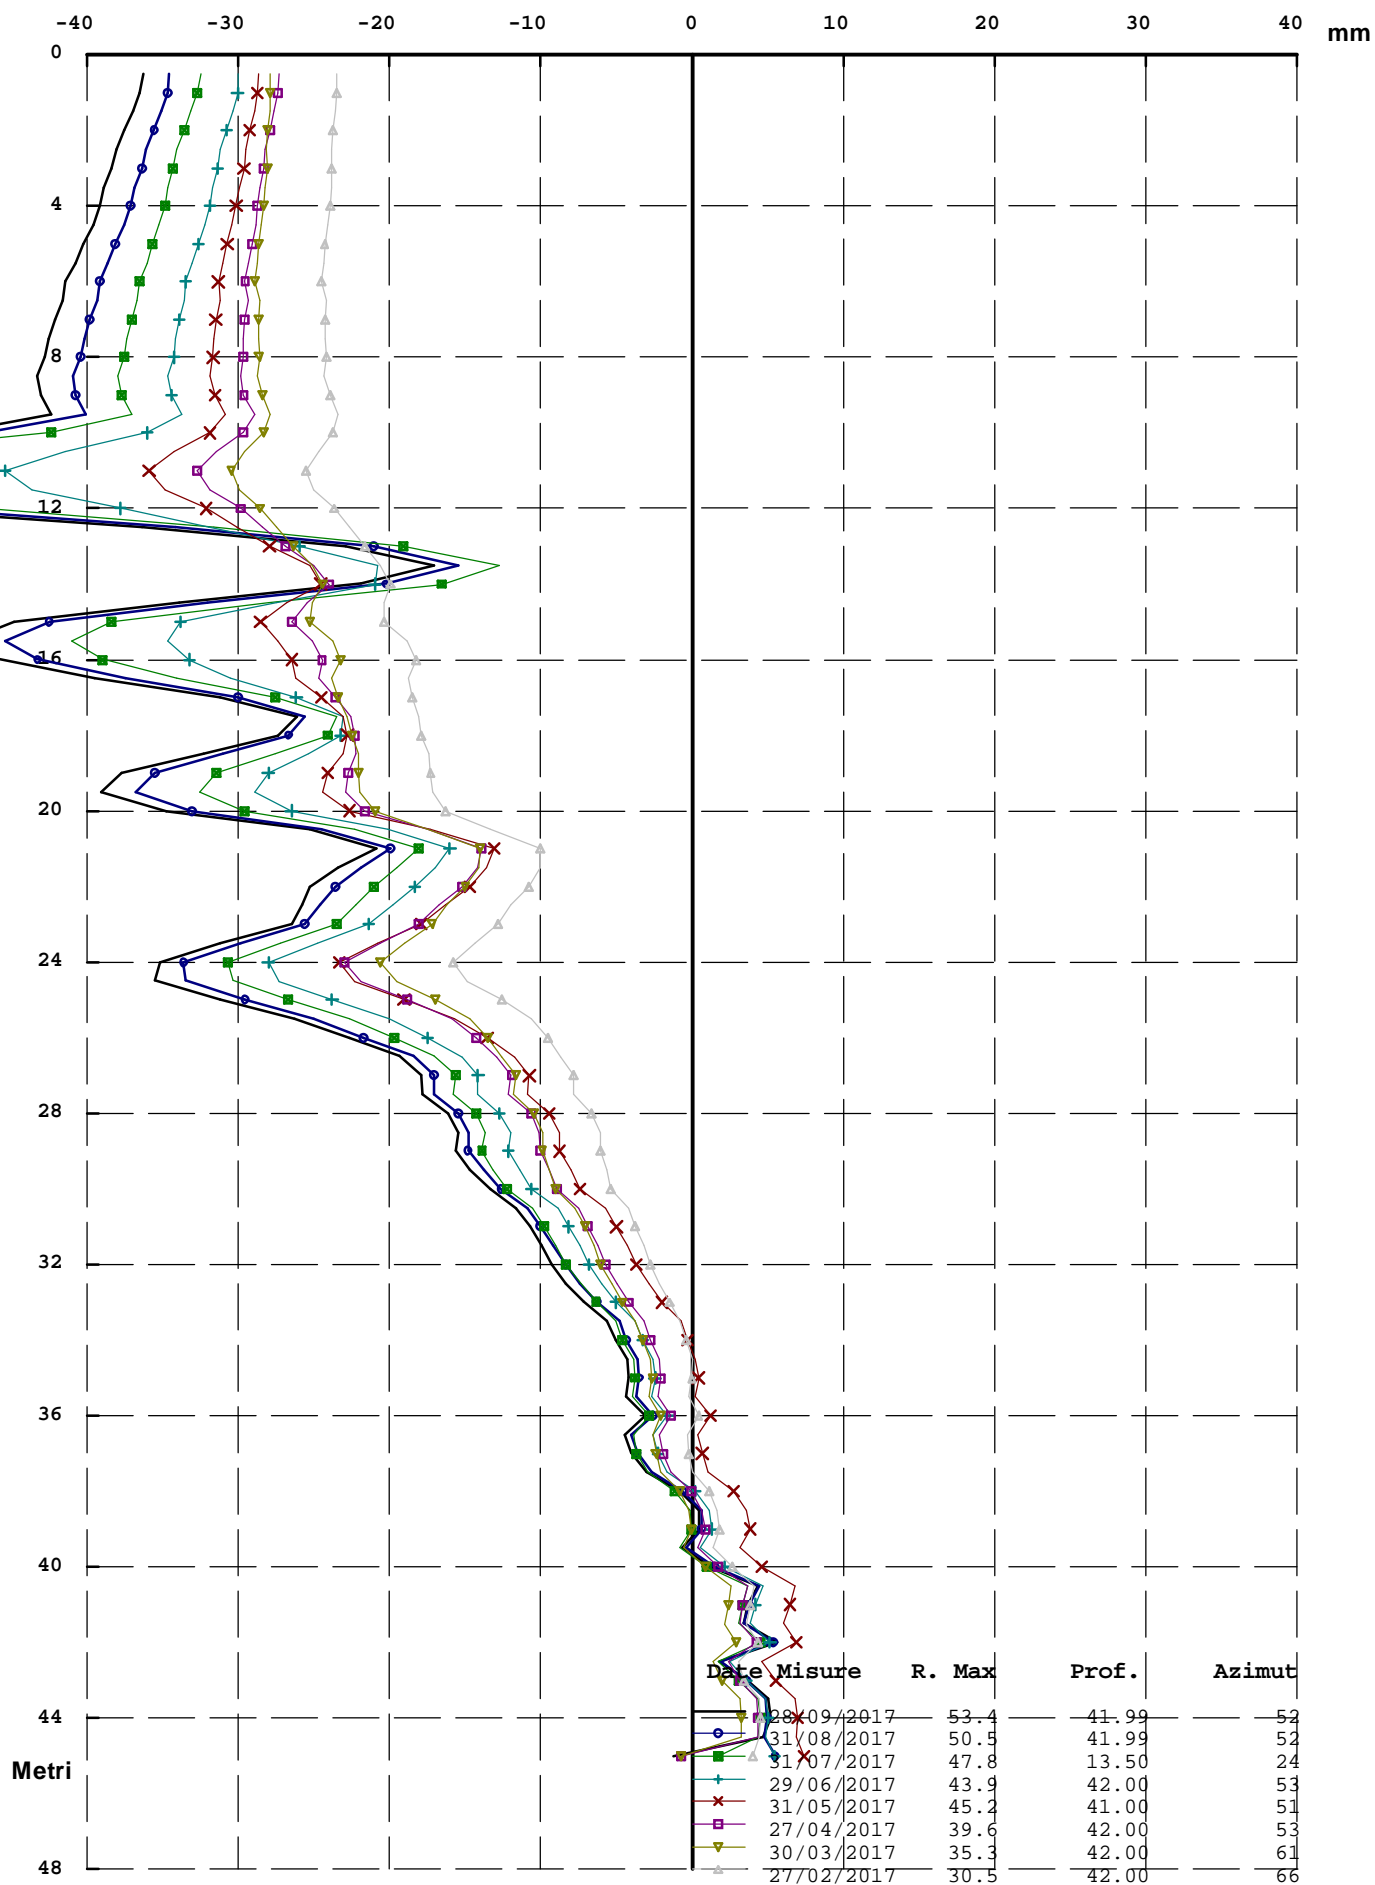 -40 -30 -20 -10 0 10 20 30 40
mm
0
4
8
12
16
20
24
28
32
36
40
Date Misure R. Max Prof. Azimut
28/09/2017 53.4 41.99 52
44
31/08/2017 50.5 41.99 52
31/07/2017 47.8 13.50 24
Metri
29/06/2017 43.9 42.00 53
31/05/2017 45.2 41.00 51
27/04/2017 39.6 42.00 53
30/03/2017 35.3 42.00 61
48
27/02/2017 30.5 42.00 66